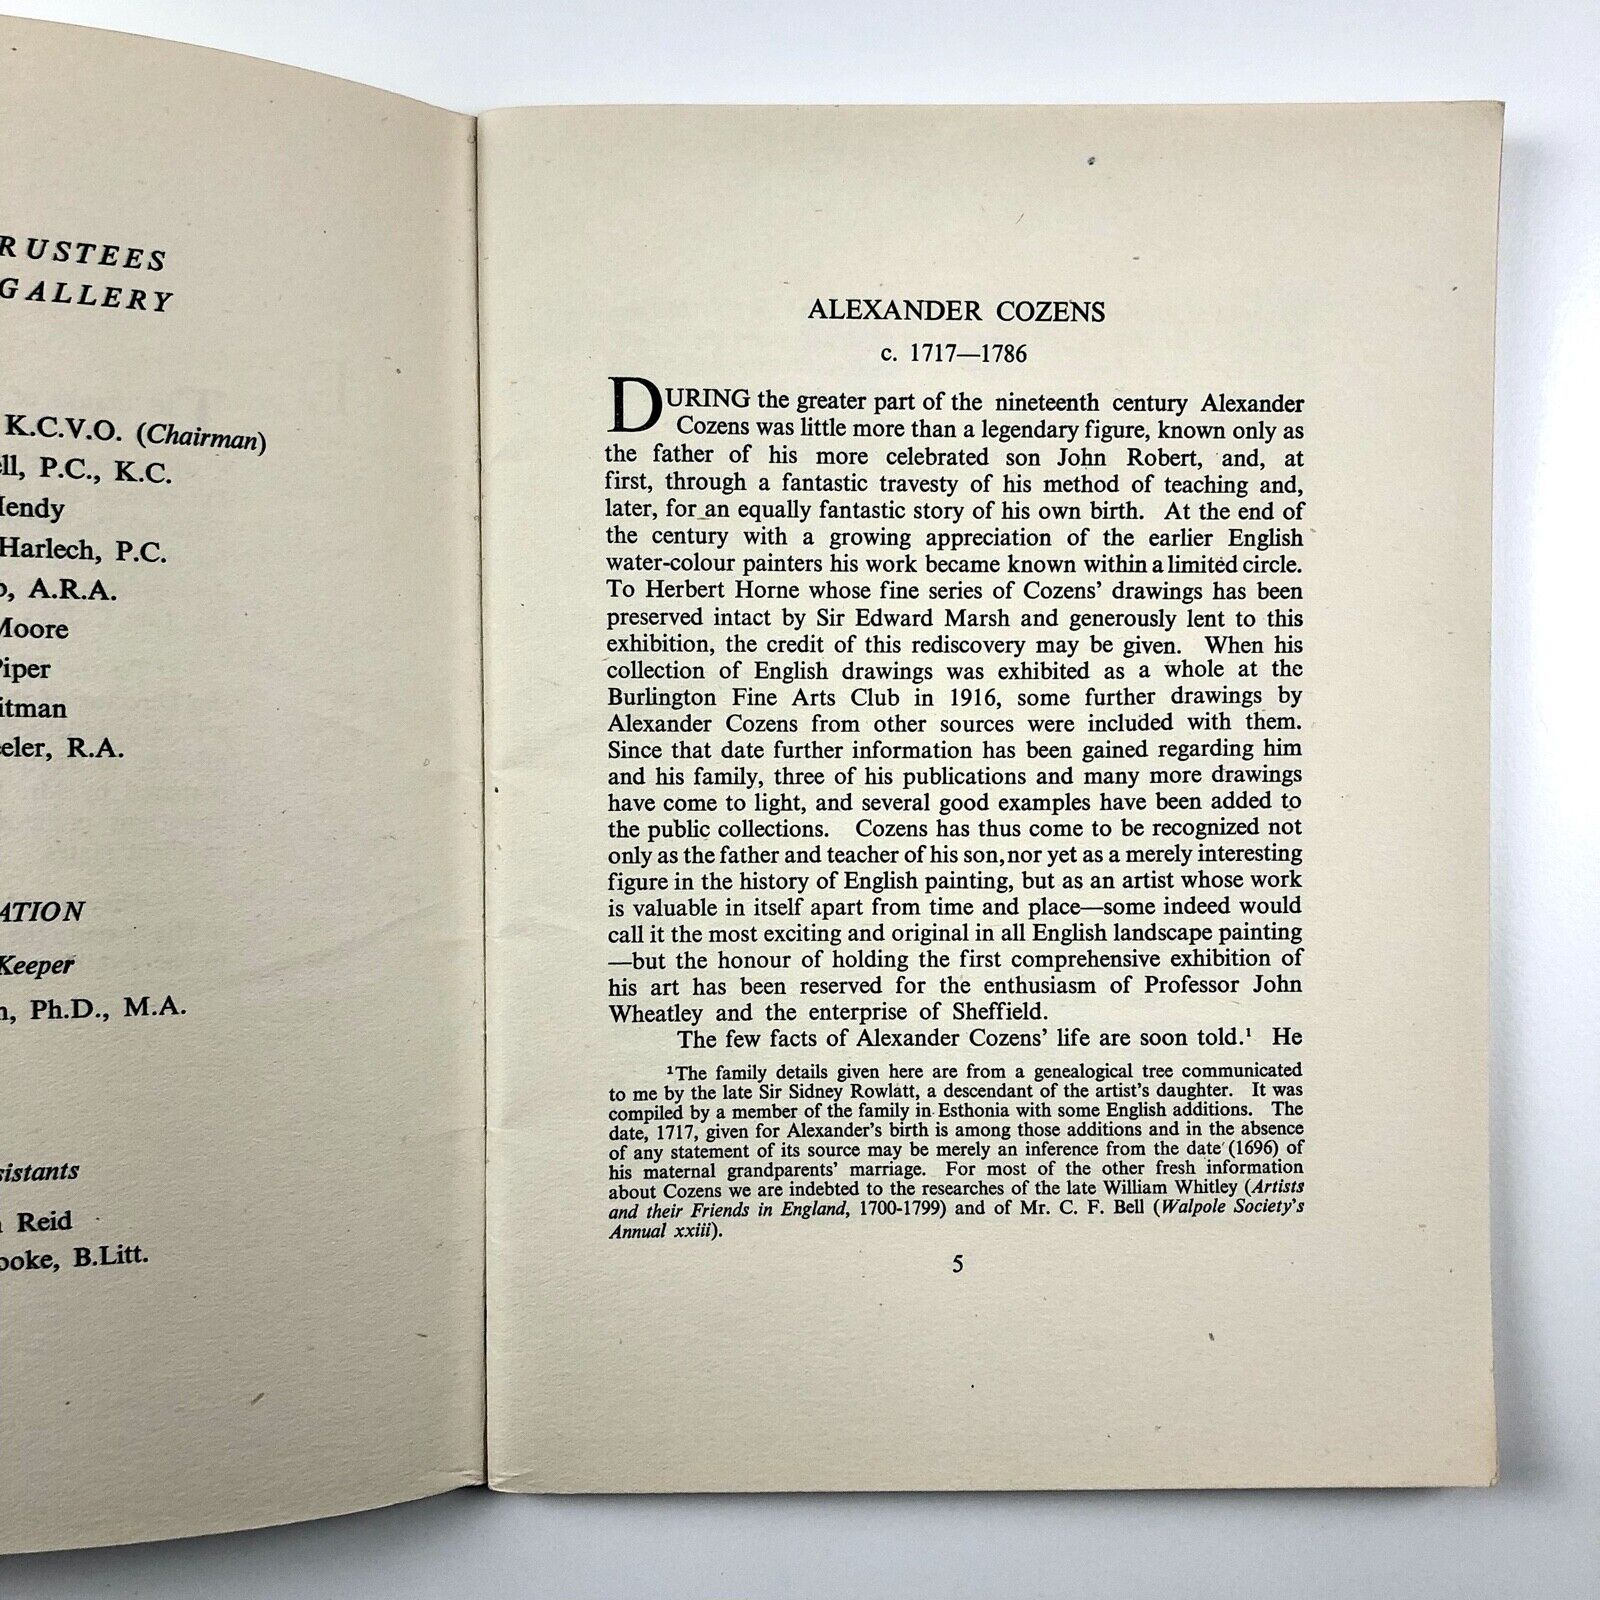 RUSTEES
GALLERY
K.C.V.O. (Chairman)
ell, P.C., K.C.
Hendy
Harlech, P.C.
b, A.R.A.
Moore
Piper
itman
eeler, R.A.
ATION
Keeper
n, Ph.D., M.A.
sistants
n Reid
ooke, B.Litt.
ALEXANDER COZENS
c. 1717—1786
DURING the greater part of the nineteenth century Alexander
Cozens was little more than a legendary figure, known only as
the father of his more celebrated son John Robert, and, at
first, through a fantastic travesty of his method of teaching and,
later, for an equally fantastic story of his own birth. At the end of
the century with a growing appreciation of the earlier English
water-colour painters his work became known within a limited circle.
To Herbert Horne whose fine series of Cozens' drawings has been
preserved intact by Sir Edward Marsh and generously lent to this
exhibition, the credit of this rediscovery may be given. When his
collection of English drawings was exhibited as a whole at the
Burlington Fine Arts Club in 1916, some further drawings by
Alexander Cozens from other sources were included with them.
Since that date further information has been gained regarding him
and his family, three of his publications and many more drawings
have come to light, and several good examples have been added to
the public collections. Cozens has thus come to be recognized not
only as the father and teacher of his son, nor yet as a merely interesting
figure in the history of English painting, but as an artist whose work
is valuable in itself apart from time and place—some indeed would
call it the most exciting and original in all English landscape painting
—but the honour of holding the first comprehensive exhibition of
his art has been reserved for the enthusiasm of Professor John
Wheatley and the enterprise of Sheffield.
The few facts of Alexander Cozens' life are soon told.¹ He
¹The family details given here are from a genealogical tree communicated
to me by the late Sir Sidney Rowlatt, a descendant of the artist's daughter. It was
compiled by a member of the family in Esthonia with some English additions. The
date, 1717, given for Alexander's birth is among those additions and in the absence
of any statement of its source may be merely an inference from the date (1696) of
his maternal grandparents' marriage. For most of the other fresh information
about Cozens we are indebted to the researches of the late William Whitley (Artists
and their Friends in England, 1700-1799) and of Mr. C. F. Bell (Walpole Society's
Annual xxiii).
5